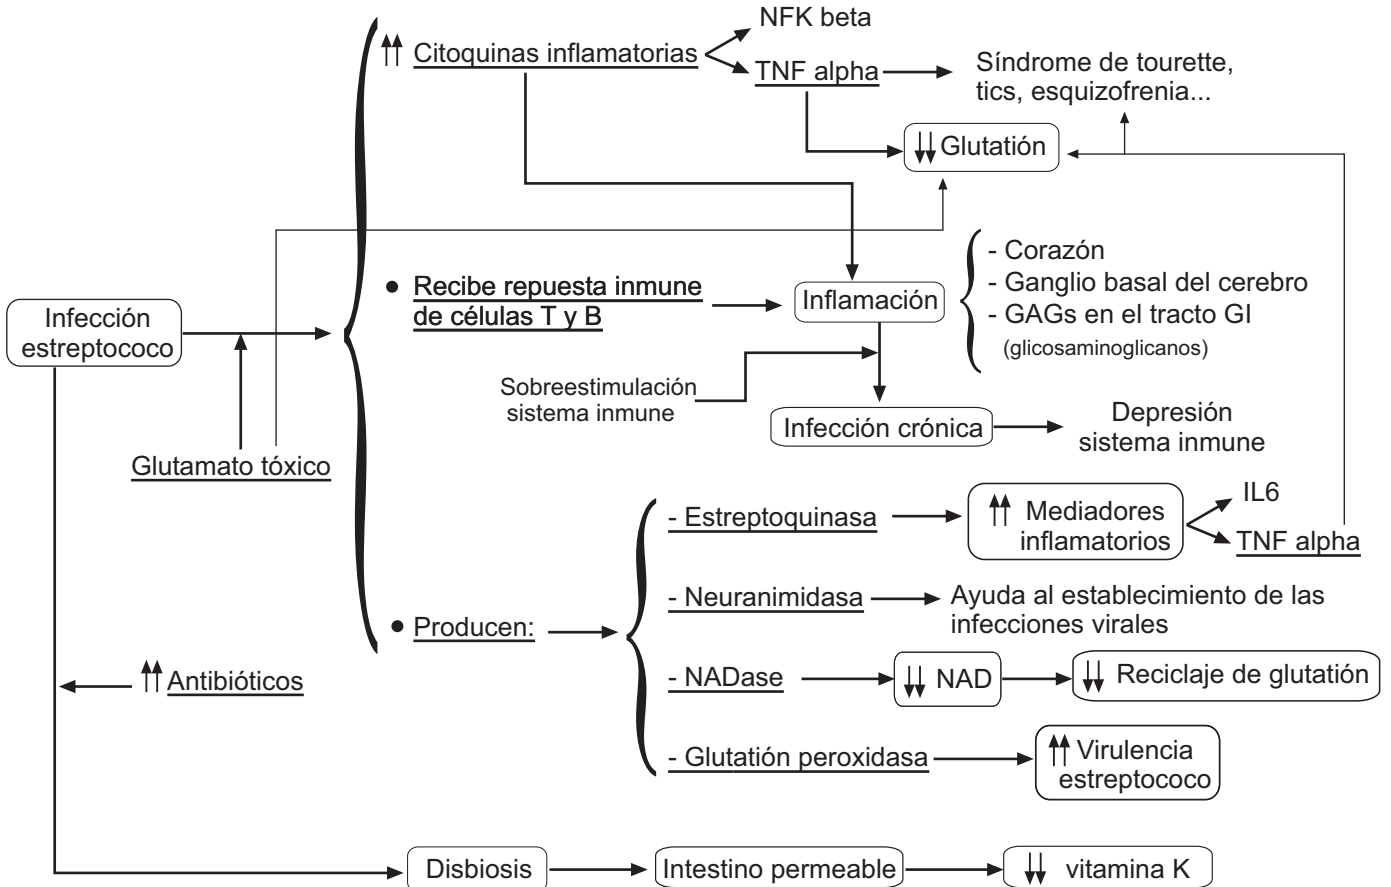 NFK beta
Citoquinas inflamatorias
TNF alpha
Síndrome de tourette,
tics, esquizofrenia...
Glutatión
- Corazón
- Ganglio basal del cerebro
- GAGs en el tracto GI
(glicosaminoglicanos)
● Recibe repuesta inmune
de células T y B
Inflamación
Infección
estreptococo
Sobreestimulación
sistema inmune
Infección crónica
Depresión
sistema inmune
Glutamato tóxico
- Estreptoquinasa
Mediadores
inflamatorios
IL6
TNF alpha
- Neuranimidasa
Ayuda al establecimiento de las
infecciones virales
● Producen:
Antibióticos
- NADase
NAD
Reciclaje de glutatión
- Glutatión peroxidasa
Virulencia
estreptococo
Disbiosis
Intestino permeable
vitamina K